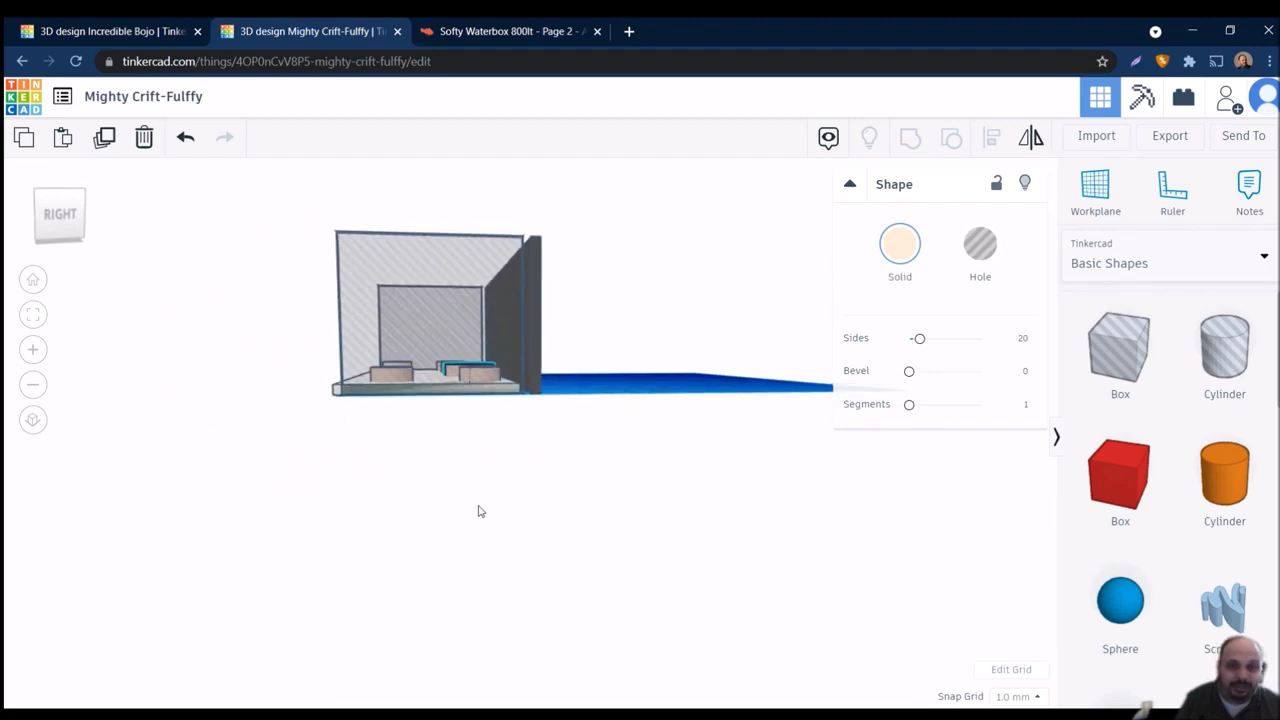 3D design Incredible Bojo | Tinke
3D design Mighty Crift-Fulffy | Ti
Softy Waterbox 800lt - Page 2 - A
tinkercad.com/things/4OP0nCvV8P5-mighty-crift-fulffy/edit
TIN
KER
CAD
Mighty Crift-Fulffy
Import
Export
Send To
RIGHT
Shape
Solid
Hole
Sides
20
Bevel
0
Segments
1
Workplane
Ruler
Notes
Tinkercad
Basic Shapes
Box
Cylinder
Box
Cylinder
Sphere
Edit Grid
Snap Grid
1.0 mm